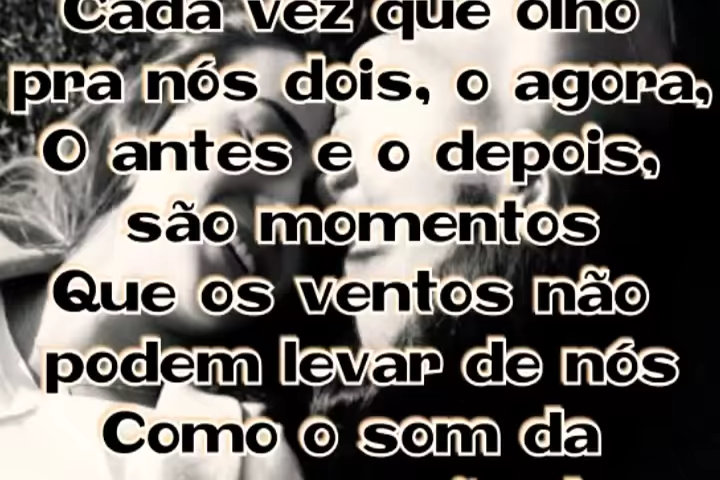 Cada vez que olho
pra nós dois, o agora,
O antes e o depois,
são momentos
Que os ventos não
podem levar de nós
Como o som da